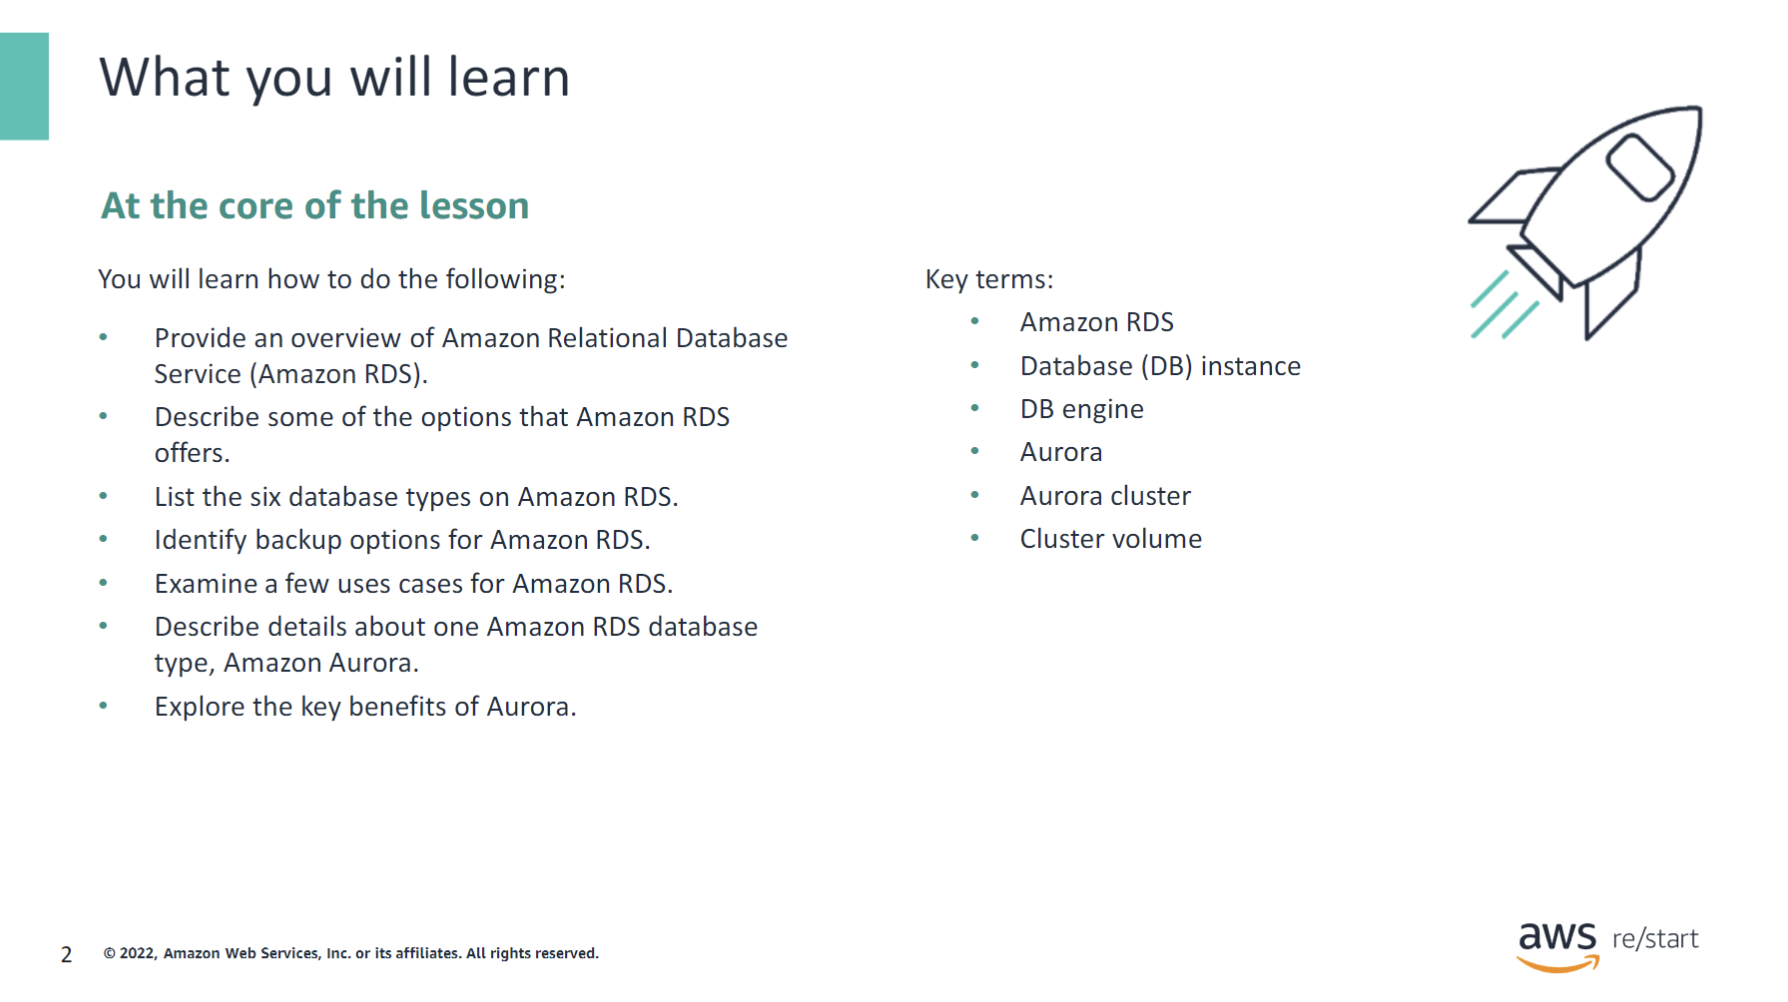 What you will learn
At the core of the lesson
You will learn how to do the following:
• Provide an overview of Amazon Relational Database
Service (Amazon RDS).
• Describe some of the options that Amazon RDS
offers.
• List the six database types on Amazon RDS.
• Identify backup options for Amazon RDS.
• Examine a few uses cases for Amazon RDS.
• Describe details about one Amazon RDS database
type, Amazon Aurora.
• Explore the key benefits of Aurora.
Key terms:
• Amazon RDS
• Database (DB) instance
• DB engine
• Aurora
• Aurora cluster
• Cluster volume
2 © 2022, Amazon Web Services, Inc. or its affiliates. All rights reserved.
aws re/start